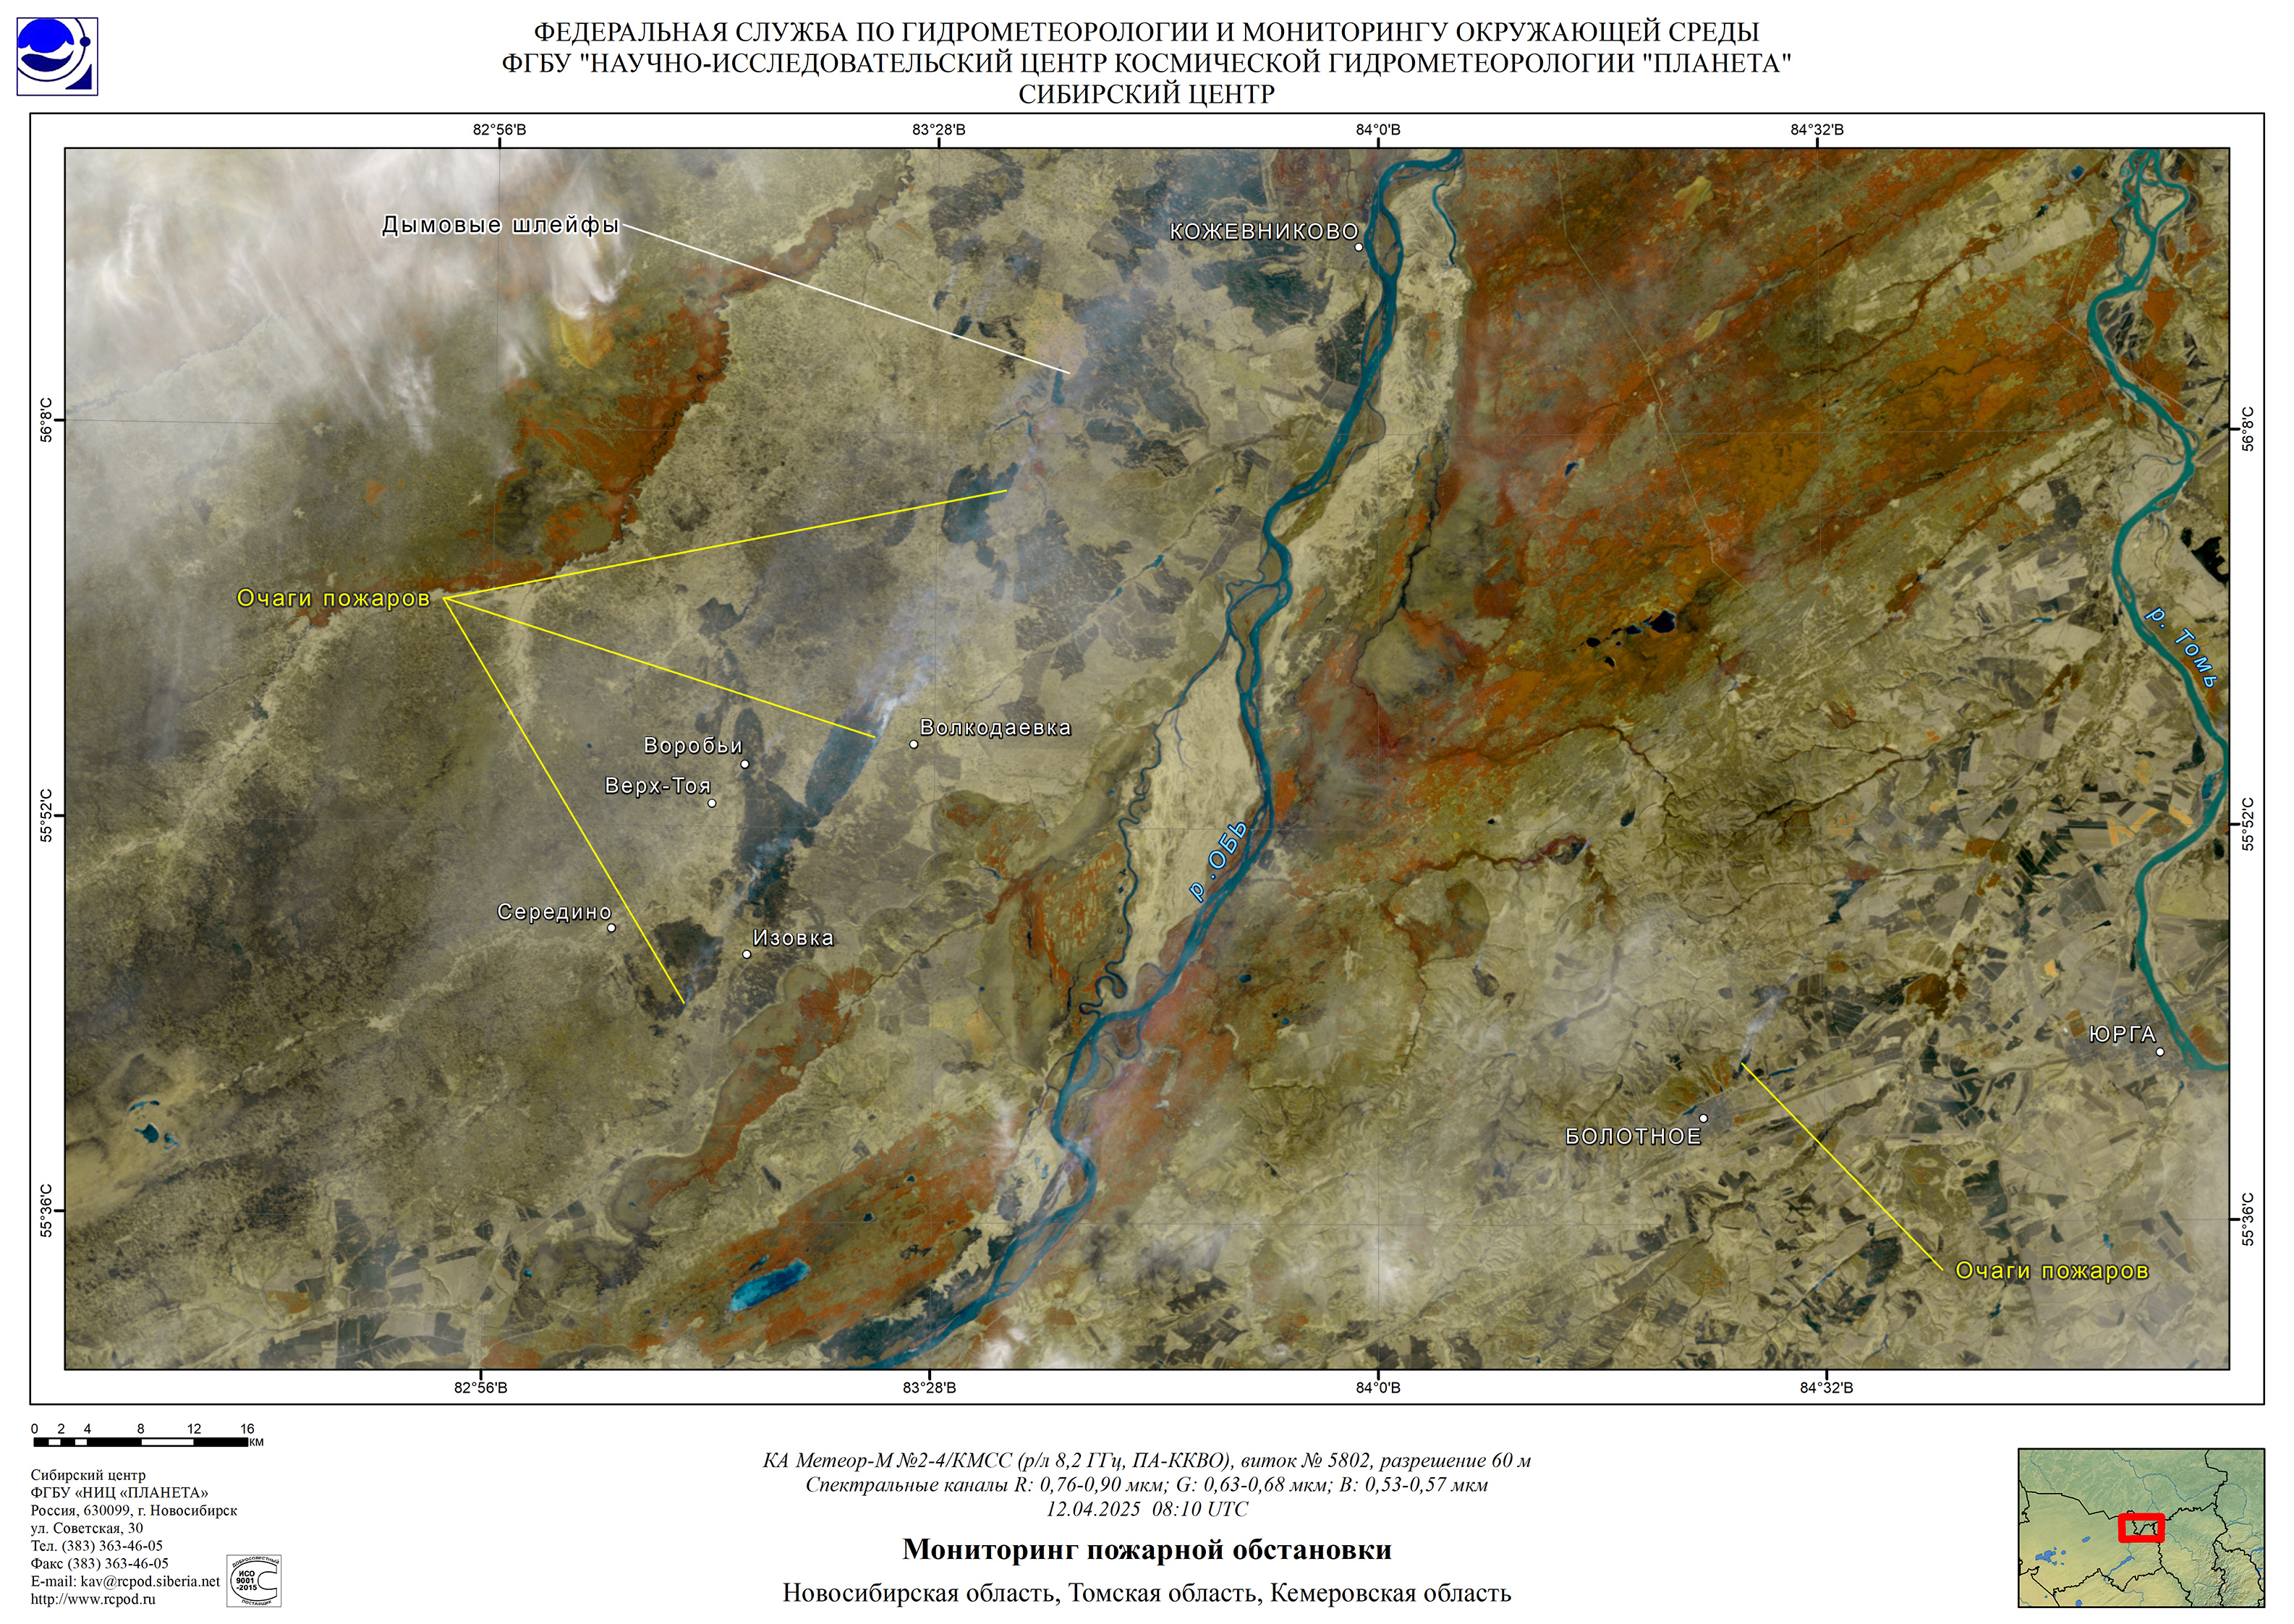 ФЕДЕРАЛЬНАЯ СЛУЖБА ПО ГИДРОМЕТЕОРОЛОГИИ И МОНИТОРИНГУ ОКРУЖАЮЩЕЙ СРЕДЫ
ФГБУ "НАУЧНО-ИССЛЕДОВАТЕЛЬСКИЙ ЦЕНТР КОСМИЧЕСКОЙ ГИДРОМЕТЕОРОЛОГИИ "ПЛАНЕТА"
СИБИРСКИЙ ЦЕНТР
82°56'В 83°28'В 84°0'В 84°32'В
Дымовые шлейфы
КОЖЕВНИКОВО
56°8'С 56°8'С
Очаги пожаров
р. Томь
Волкодаевка
Воробьи
Верх-Тоя
55°52'С 55°52'С
р .ОБЬ
Середино
Изовка
ЮРГА
БОЛОТНОЕ
55°36'С 55°36'С
Очаги пожаров
82°56'В 83°28'В 84°0'В 84°32'В
0 2 4 8 12 16
КМ
Сибирский центр
ФГБУ «НИЦ «ПЛАНЕТА»
Россия, 630099, г. Новосибирск
ул. Советская, 30
Тел. (383) 363-46-05
Факс (383) 363-46-05
E-mail: kav@rcpod.siberia.net
http://www.rcpod.ru
ДОБРОСОВЕСТНЫЙ
ИСО
9001
-2015
ПОСТАВЩИК
КА Метеор-М №2-4/КМСС (р/л 8,2 ГГц, ПА-ККВО), виток № 5802, разрешение 60 м
Спектральные каналы R: 0,76-0,90 мкм; G: 0,63-0,68 мкм; B: 0,53-0,57 мкм
12.04.2025 08:10 UTC
Мониторинг пожарной обстановки
Новосибирская область, Томская область, Кемеровская область